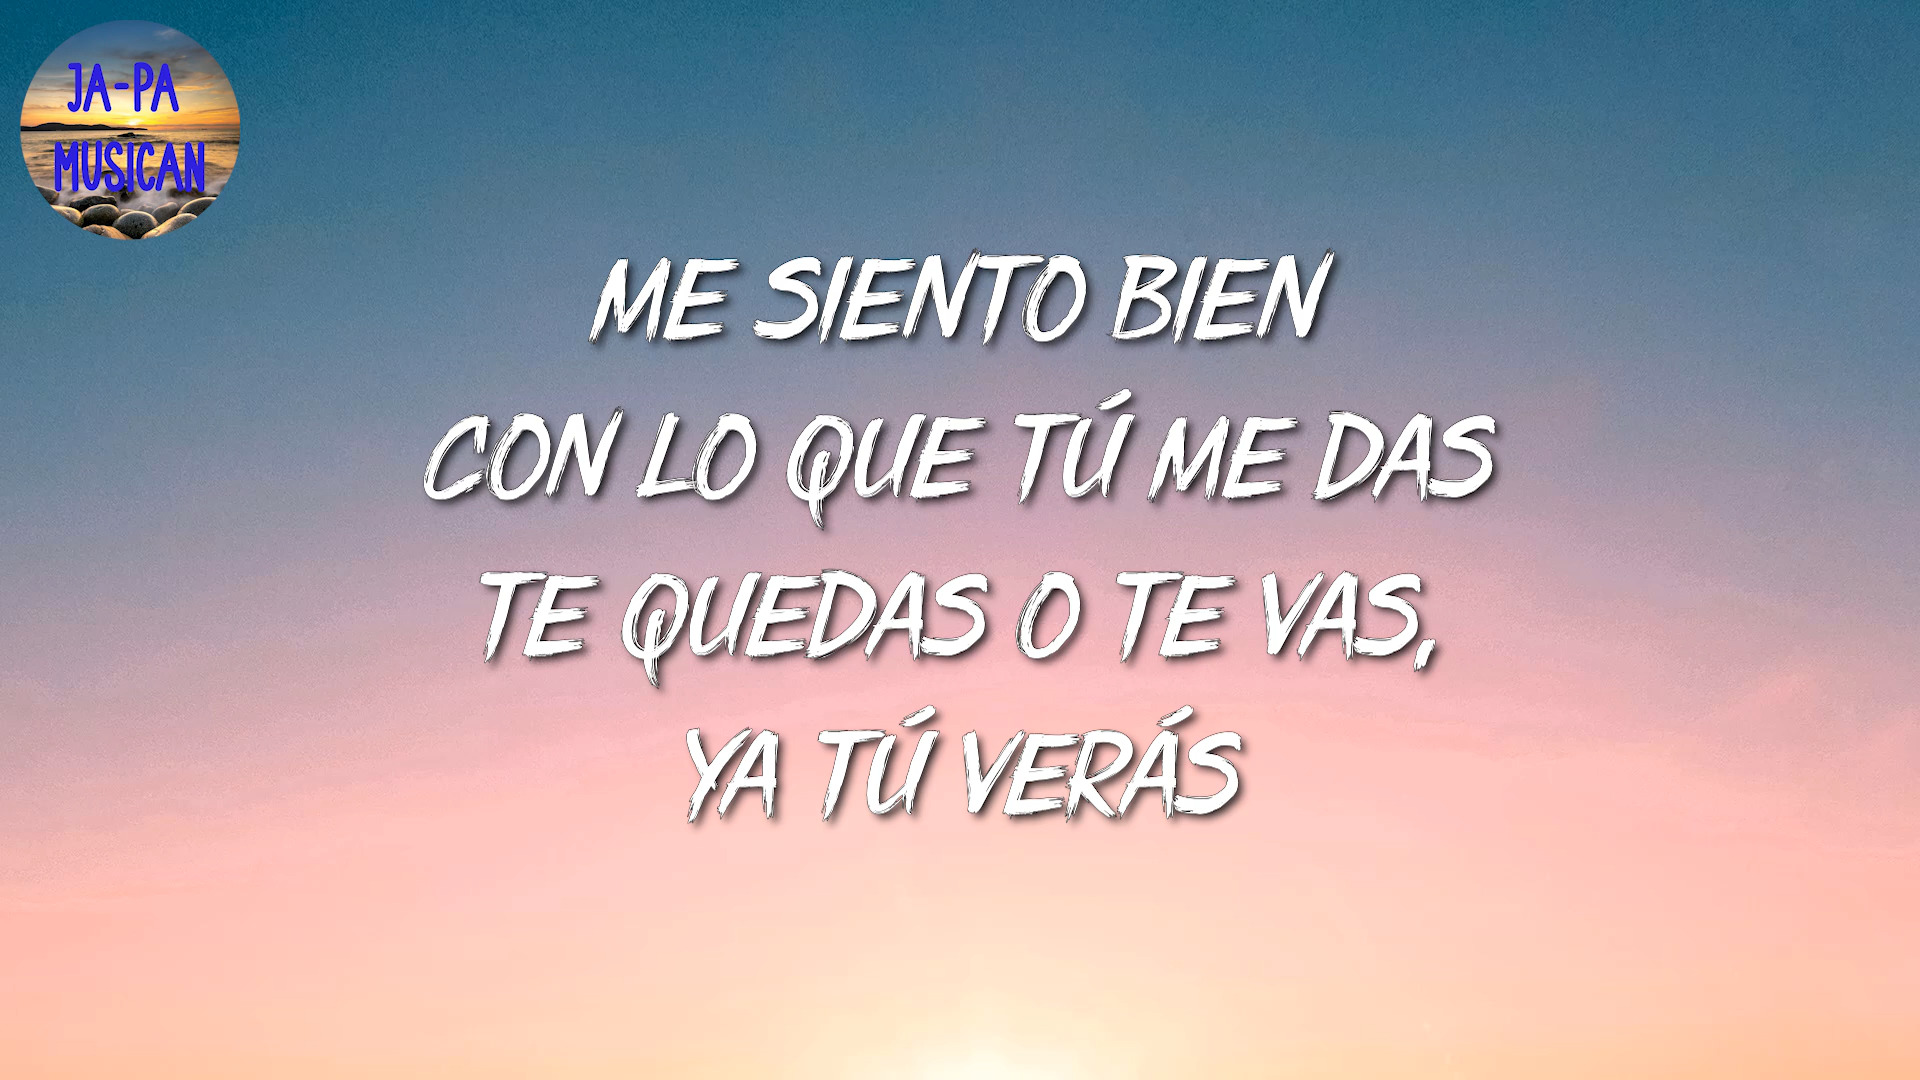 JA-PA
MUSICAN
ME SIENTO BIEN
CON LO QUE TÚ ME DAS
TE QUEDAS O TE VAS,
YA TÚ VERÁS